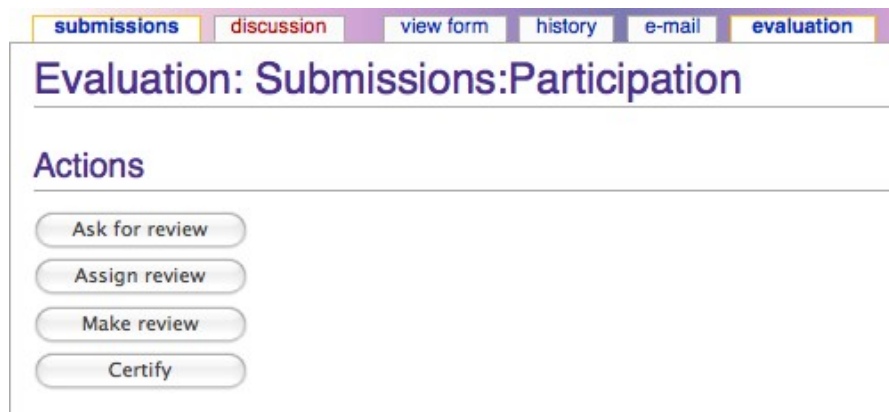 submissions discussion view form history e-mail evaluation
Evaluation: Submissions:Participation
Actions
Ask for review
Assign review
Make review
Certify